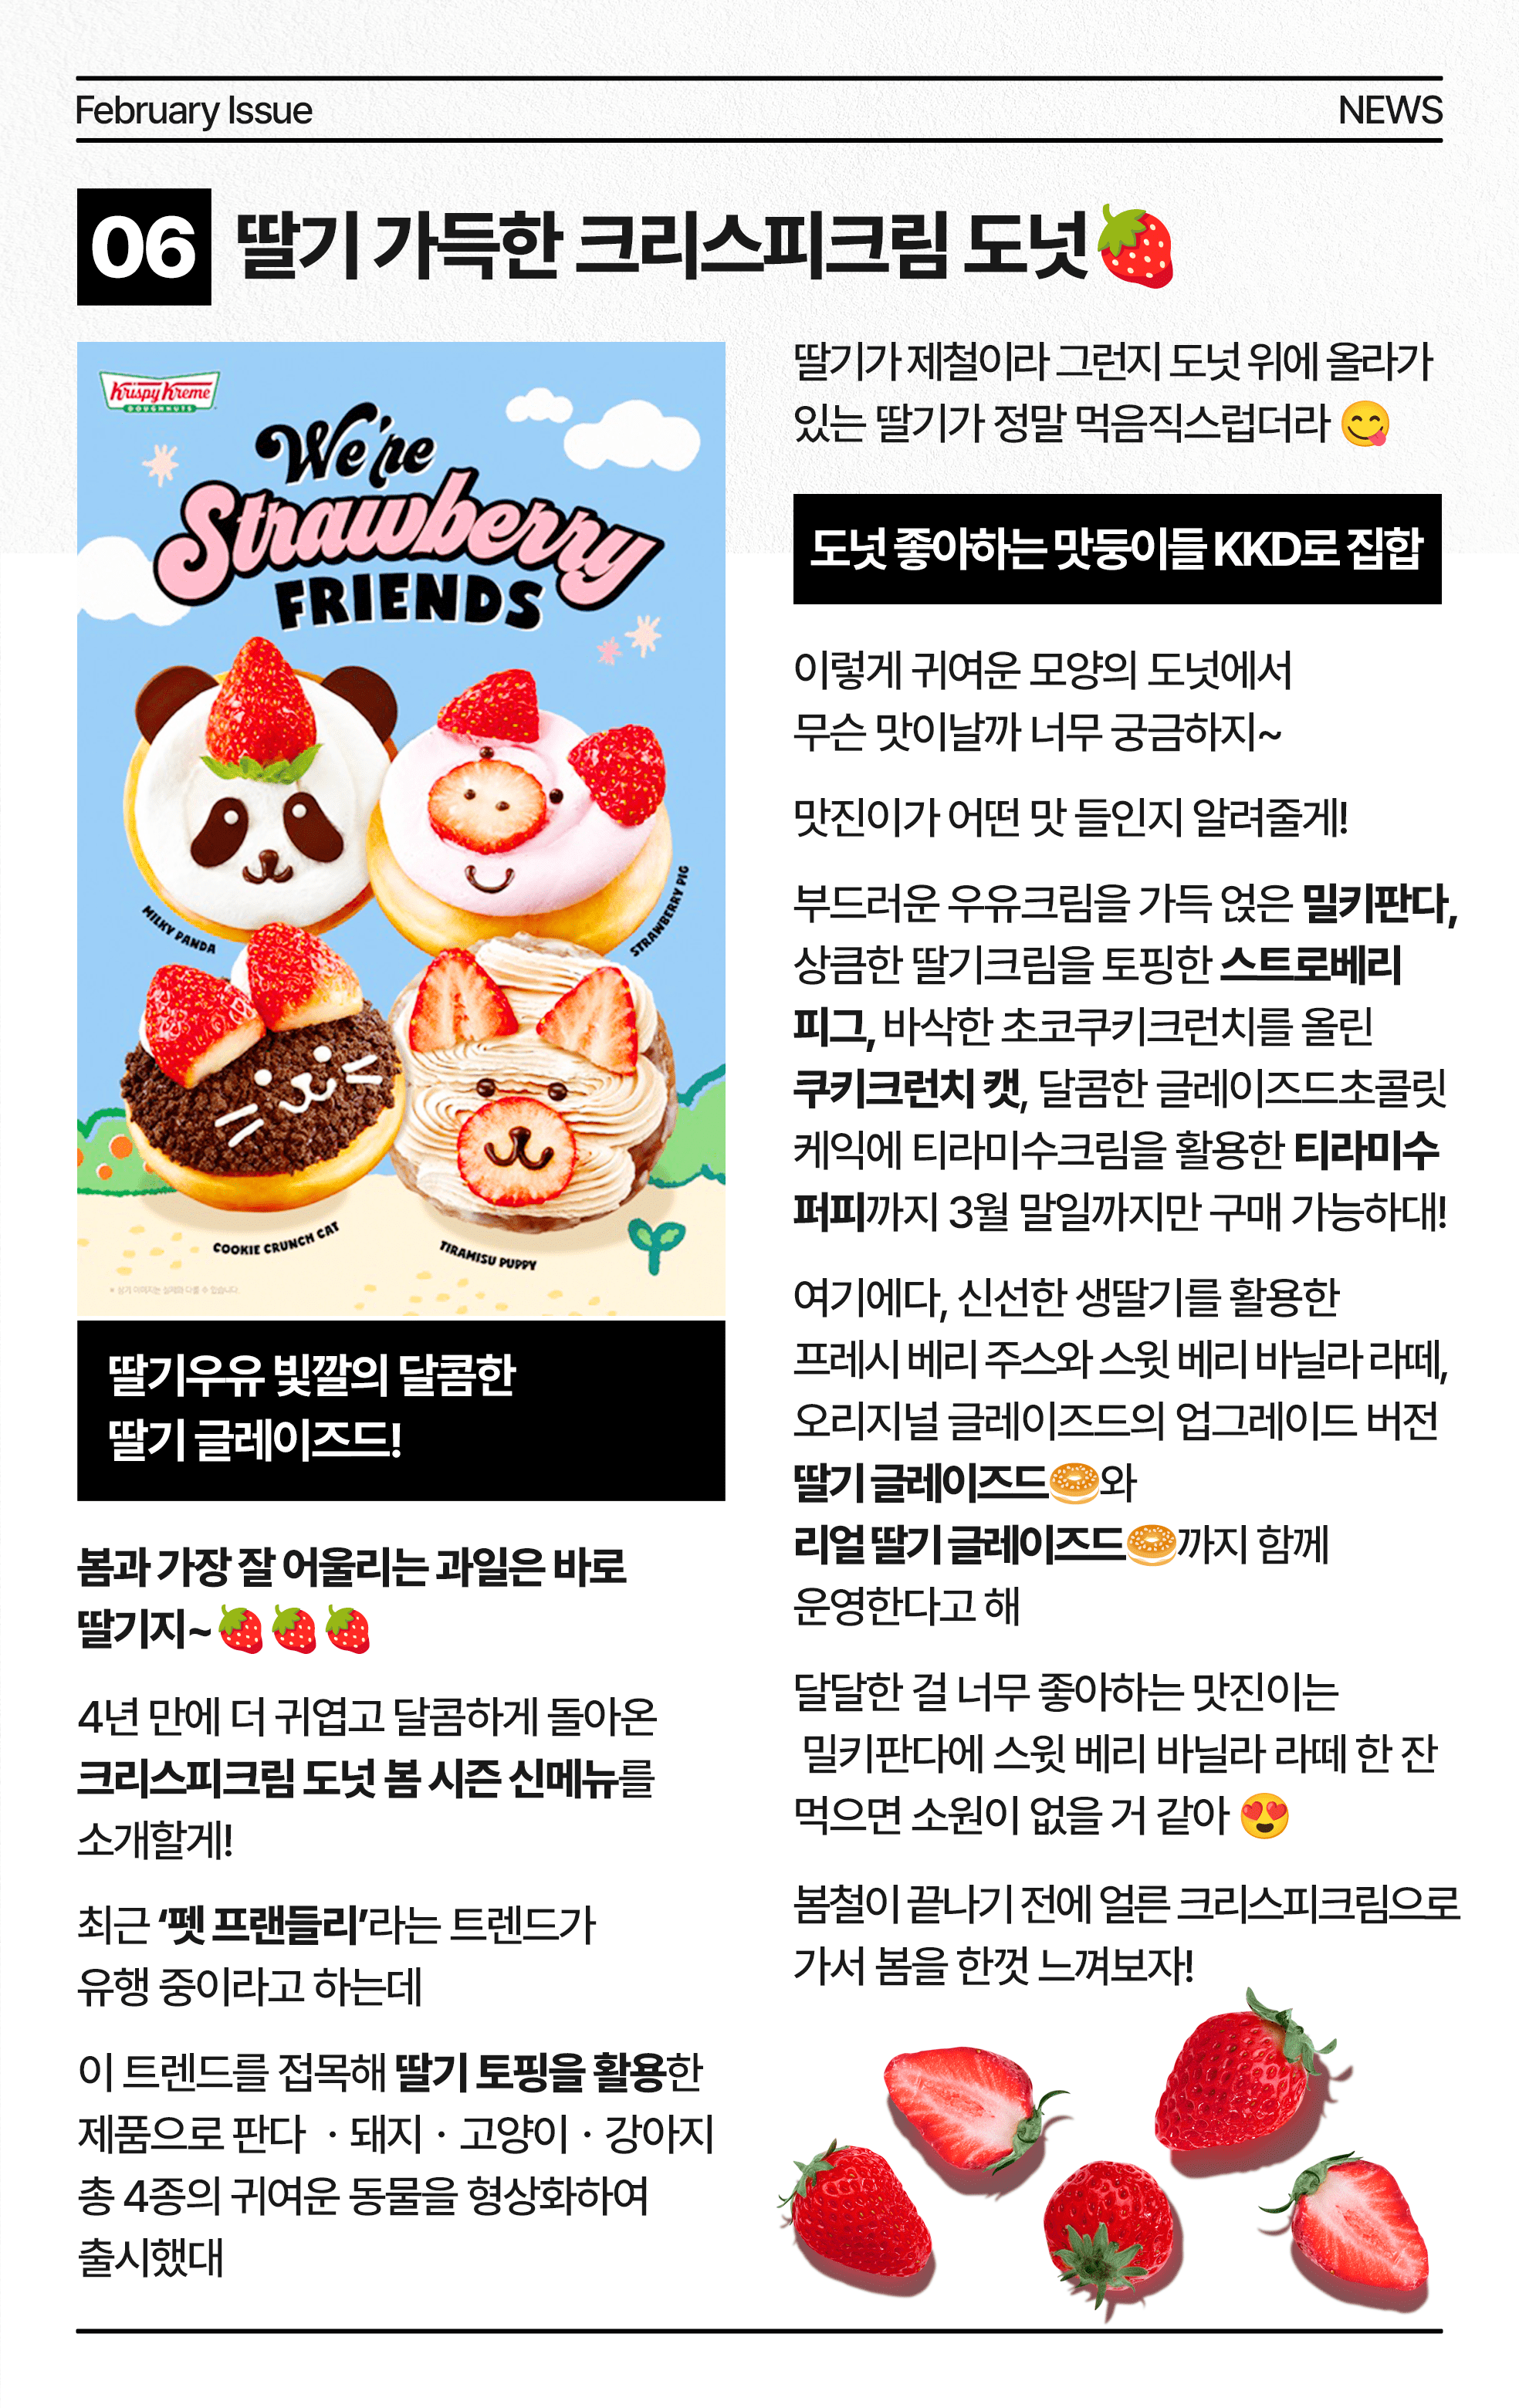 February Issue
NEWS
06 딸기 가득한 크리스피크림 도넛🍓
Krispy Kreme
DOUGHNUTS
We're
Strawberry
FRIENDS
MILKY PANDA
STRAWBERRY PIG
COOKIE CRUNCH CAT
TIRAMISU PUPPY
* 상기 이미지는 실제와 다를 수 있습니다.
딸기우유 빛깔의 달콤한
딸기 글레이즈드!
봄과 가장 잘 어울리는 과일은 바로
딸기지~🍓🍓🍓
4년 만에 더 귀엽고 달콤하게 돌아온
크리스피크림 도넛 봄 시즌 신메뉴를
소개할게!
최근 ‘펫 프랜들리’라는 트렌드가
유행 중이라고 하는데
이 트렌드를 접목해 딸기 토핑을 활용한
제품으로 판다 · 돼지 · 고양이 · 강아지
총 4종의 귀여운 동물을 형상화하여
출시했대
딸기가 제철이라 그런지 도넛 위에 올라가
있는 딸기가 정말 먹음직스럽더라 😋
도넛 좋아하는 맛둥이들 KKD로 집합
이렇게 귀여운 모양의 도넛에서
무슨 맛이날까 너무 궁금하지~
맛진이가 어떤 맛 들인지 알려줄게!
부드러운 우유크림을 가득 얹은 밀키판다,
상큼한 딸기크림을 토핑한 스트로베리
피그, 바삭한 초코쿠키크런치를 올린
쿠키크런치 캣, 달콤한 글레이즈드초콜릿
케익에 티라미수크림을 활용한 티라미수
퍼피까지 3월 말일까지만 구매 가능하대!
여기에다, 신선한 생딸기를 활용한
프레시 베리 주스와 스윗 베리 바닐라 라떼,
오리지널 글레이즈드의 업그레이드 버전
딸기 글레이즈드🥯와
리얼 딸기 글레이즈드🥯까지 함께
운영한다고 해
달달한 걸 너무 좋아하는 맛진이는
밀키판다에 스윗 베리 바닐라 라떼 한 잔
먹으면 소원이 없을 거 같아 😍
봄철이 끝나기 전에 얼른 크리스피크림으로
가서 봄을 한껏 느껴보자!